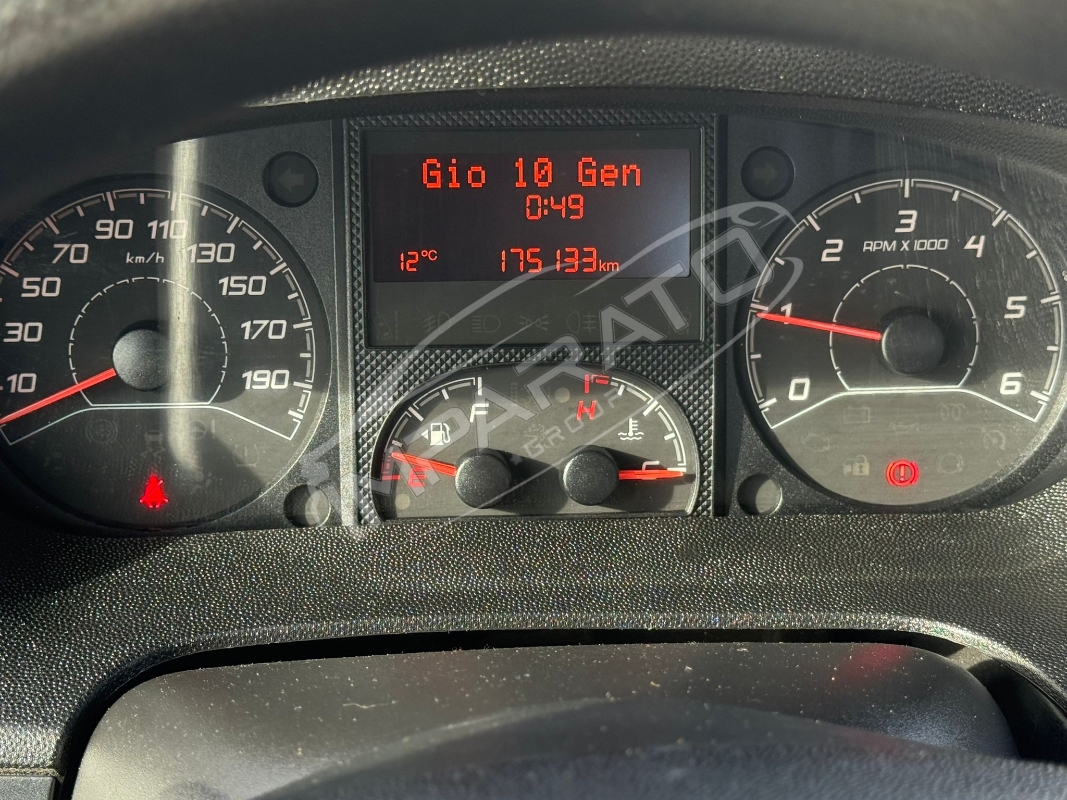 Gio 10 Gen
0:49
12°C 175133km
10 30 50 70 90 110 130 150 170 190
km/h
F
E
H
C
0 1 2 3 4 5 6
RPM X 1000
IMPARATO
GROUP